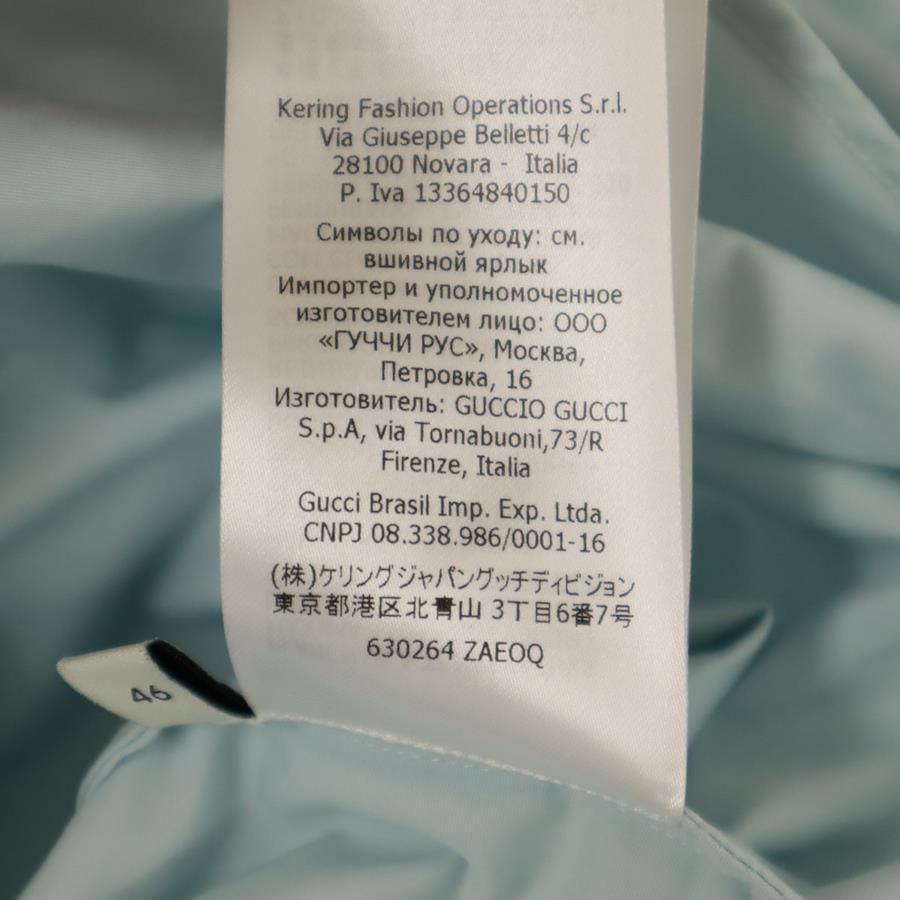 Kering Fashion Operations S.r.l.
Via Giuseppe Belletti 4/c
28100 Novara - Italia
P. Iva 13364840150
Символы по уходу: см.
вшивной ярлык
Импортер и уполномоченное
изготовителем лицо: ООО
«ГУЧЧИ РУС», Москва,
Петровка, 16
Изготовитель: GUCCIO GUCCI
S.p.A, via Tornabuoni,73/R
Firenze, Italia
Gucci Brasil Imp. Exp. Ltda.
CNPJ 08.338.986/0001-16
(株)ケリングジャパングッチディビジョン
東京都港区北青山 3丁目6番7号
630264 ZAEOQ
46